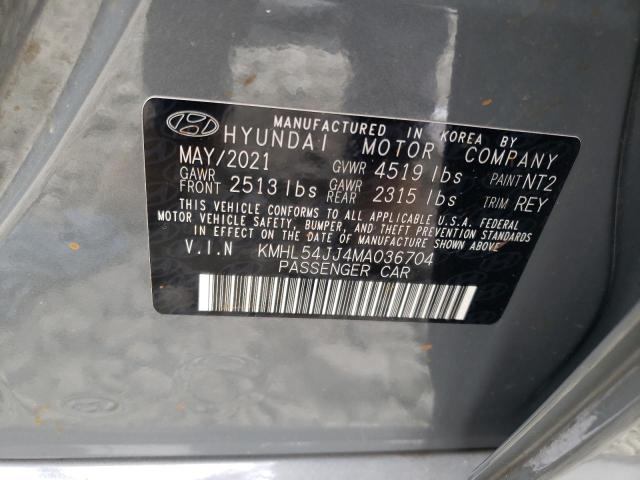 MANUFACTURED IN KOREA BY
HYUNDAI MOTOR COMPANY
MAY/2021 GVWR 4519 lbs PAINT NT2
GAWR FRONT 2513 lbs GAWR REAR 2315 lbs TRIM REY
THIS VEHICLE CONFORMS TO ALL APPLICABLE U.S.A. FEDERAL
MOTOR VEHICLE SAFETY, BUMPER, AND THEFT PREVENTION STANDARDS
IN EFFECT ON THE DATE OF MANUFACTURE SHOWN ABOVE.
V.I.N KMHL54JJ4MA036704
PASSENGER CAR